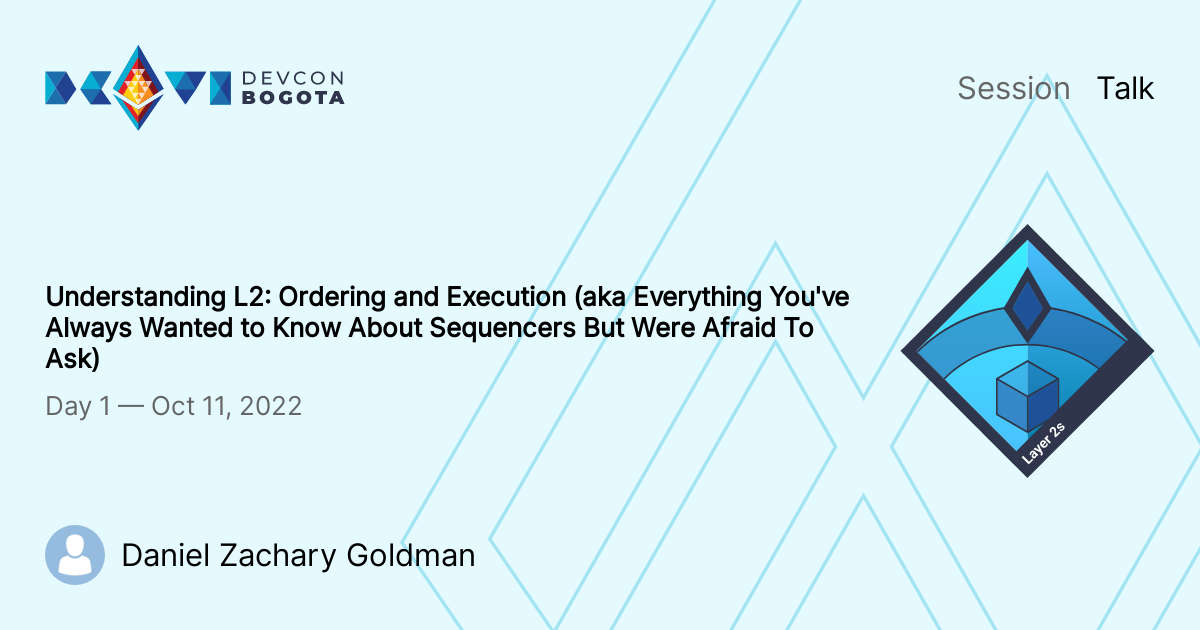 DEVCON
BOGOTA
Session Talk
Understanding L2: Ordering and Execution (aka Everything You've
Always Wanted to Know About Sequencers But Were Afraid To
Ask)
Day 1 — Oct 11, 2022
Layer 2s
Daniel Zachary Goldman